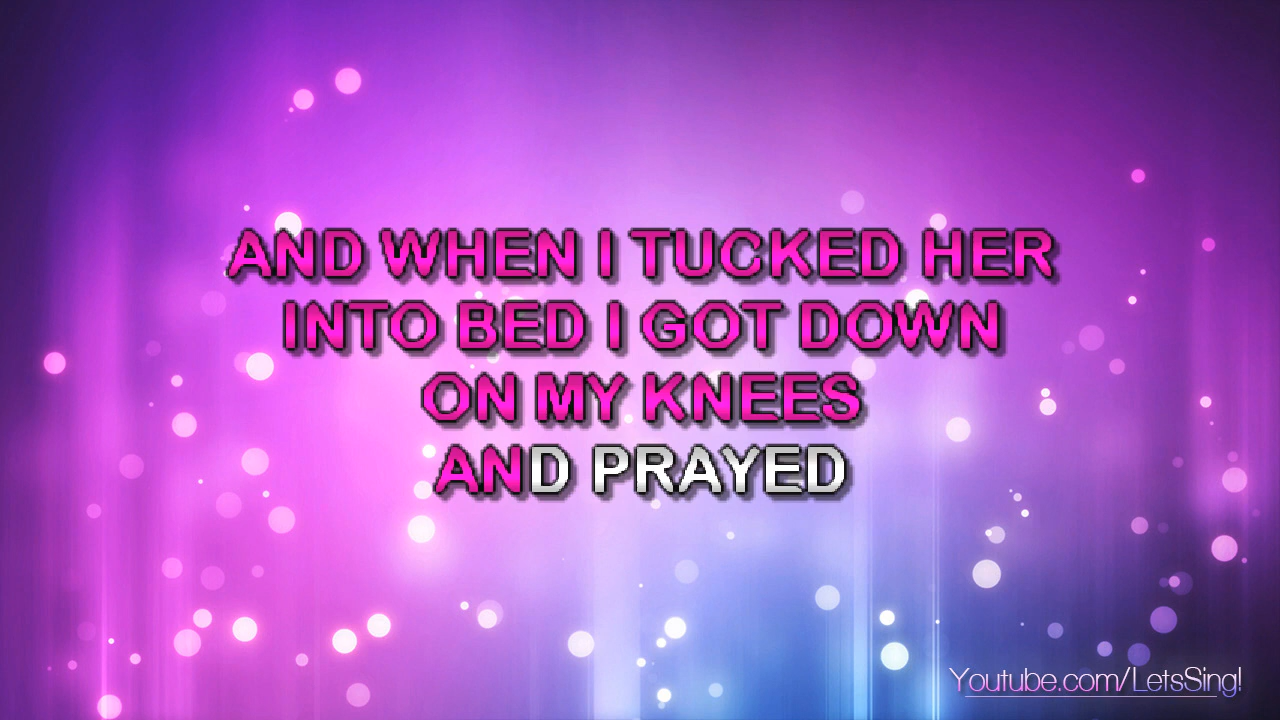 AND WHEN I TUCKED HER
INTO BED I GOT DOWN
ON MY KNEES
AND PRAYED
Youtube.com/LetsSing!